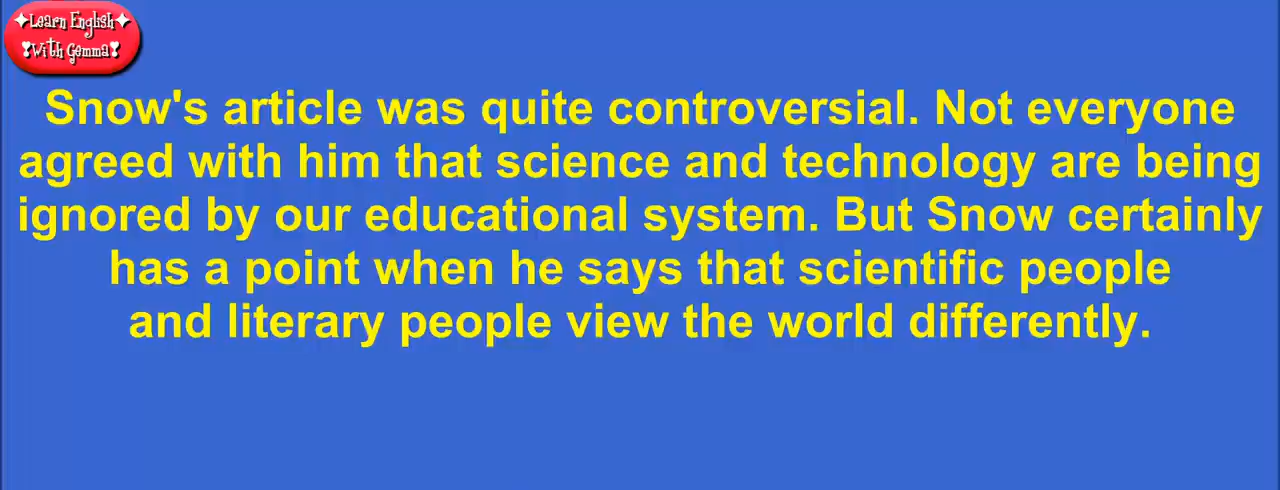 ✦Learn English✦
❢With Gemma❢
Snow's article was quite controversial. Not everyone
agreed with him that science and technology are being
ignored by our educational system. But Snow certainly
has a point when he says that scientific people
and literary people view the world differently.